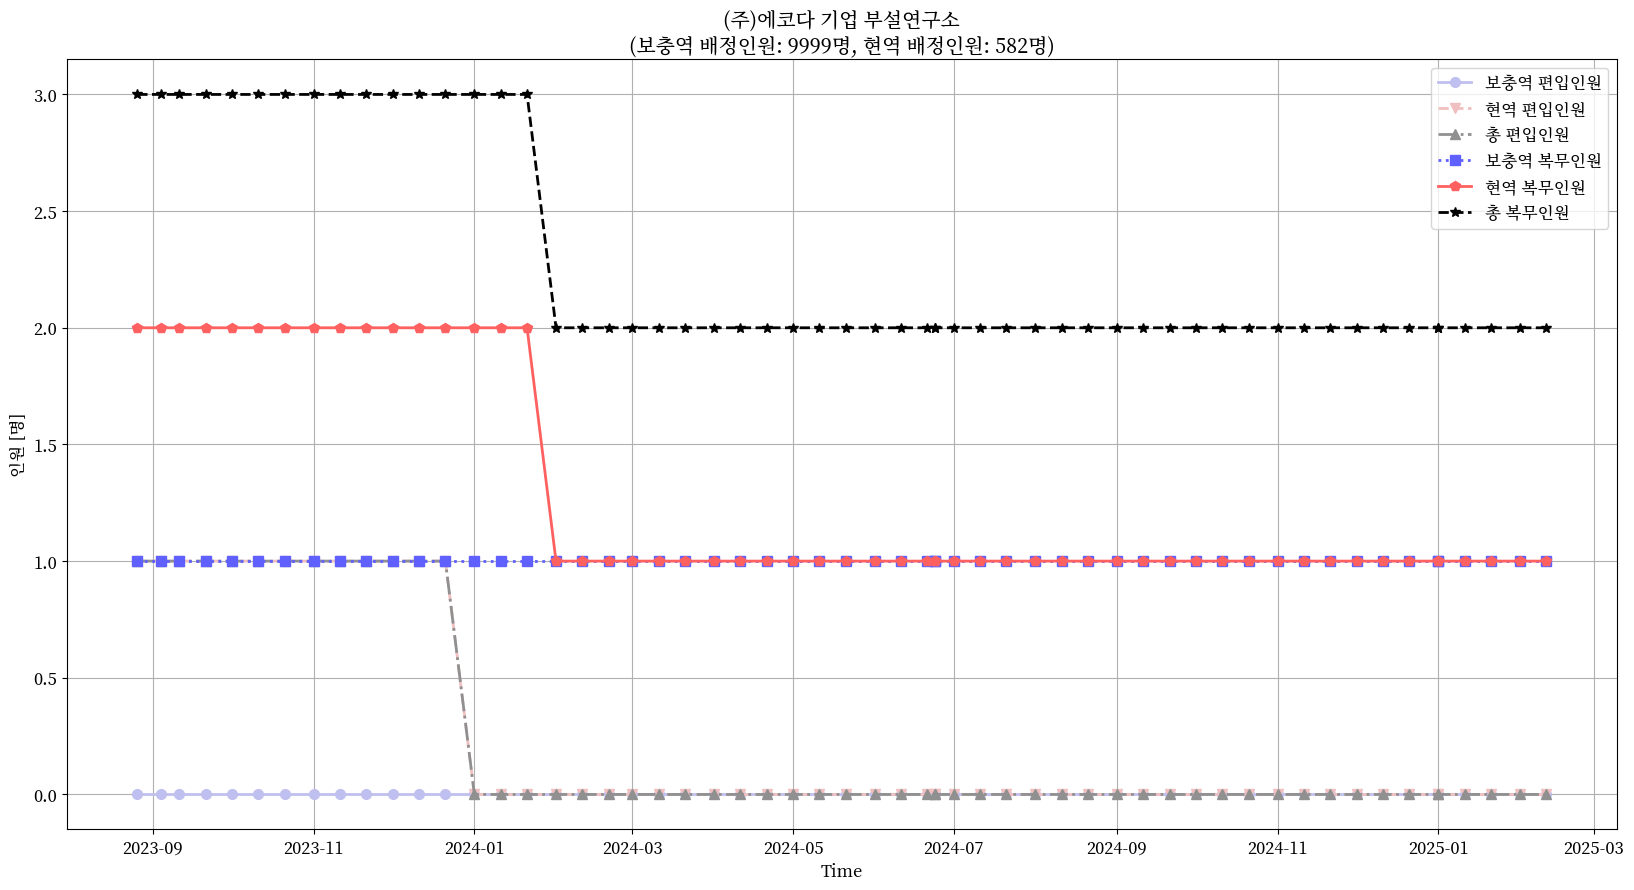 (주)에코다 기업 부설연구소
(보충역 배정인원: 9999명, 현역 배정인원: 582명)
보충역 편입인원
현역 편입인원
총 편입인원
보충역 복무인원
현역 복무인원
총 복무인원
인원 [명]
3.0
2.5
2.0
1.5
1.0
0.5
0.0
2023-09 2023-11 2024-01 2024-03 2024-05 2024-07 2024-09 2024-11 2025-01 2025-03
Time